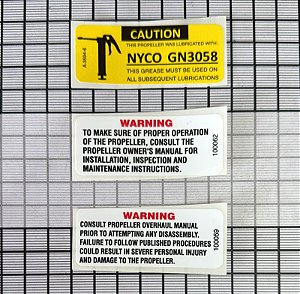 CAUTION
THIS PROPELLER WAS LUBRICATED WITH:
NYCO GN3058
THIS GREASE MUST BE USED ON
ALL SUBSEQUENT LUBRICATIONS
WARNING
TO MAKE SURE OF PROPER OPERATION
OF THE PROPELLER, CONSULT THE
PROPELLER OWNER'S MANUAL FOR
INSTALLATION, INSPECTION AND
MAINTENANCE INSTRUCTIONS.
100062
WARNING
CONSULT PROPELLER OVERHAUL MANUAL
PRIOR TO ATTEMPTING ANY DISASSEMBLY.
FAILURE TO FOLLOW PUBLISHED PROCEDURES
COULD RESULT IN SEVERE PERSONAL INJURY
AND DAMAGE TO THE PROPELLER.
100059